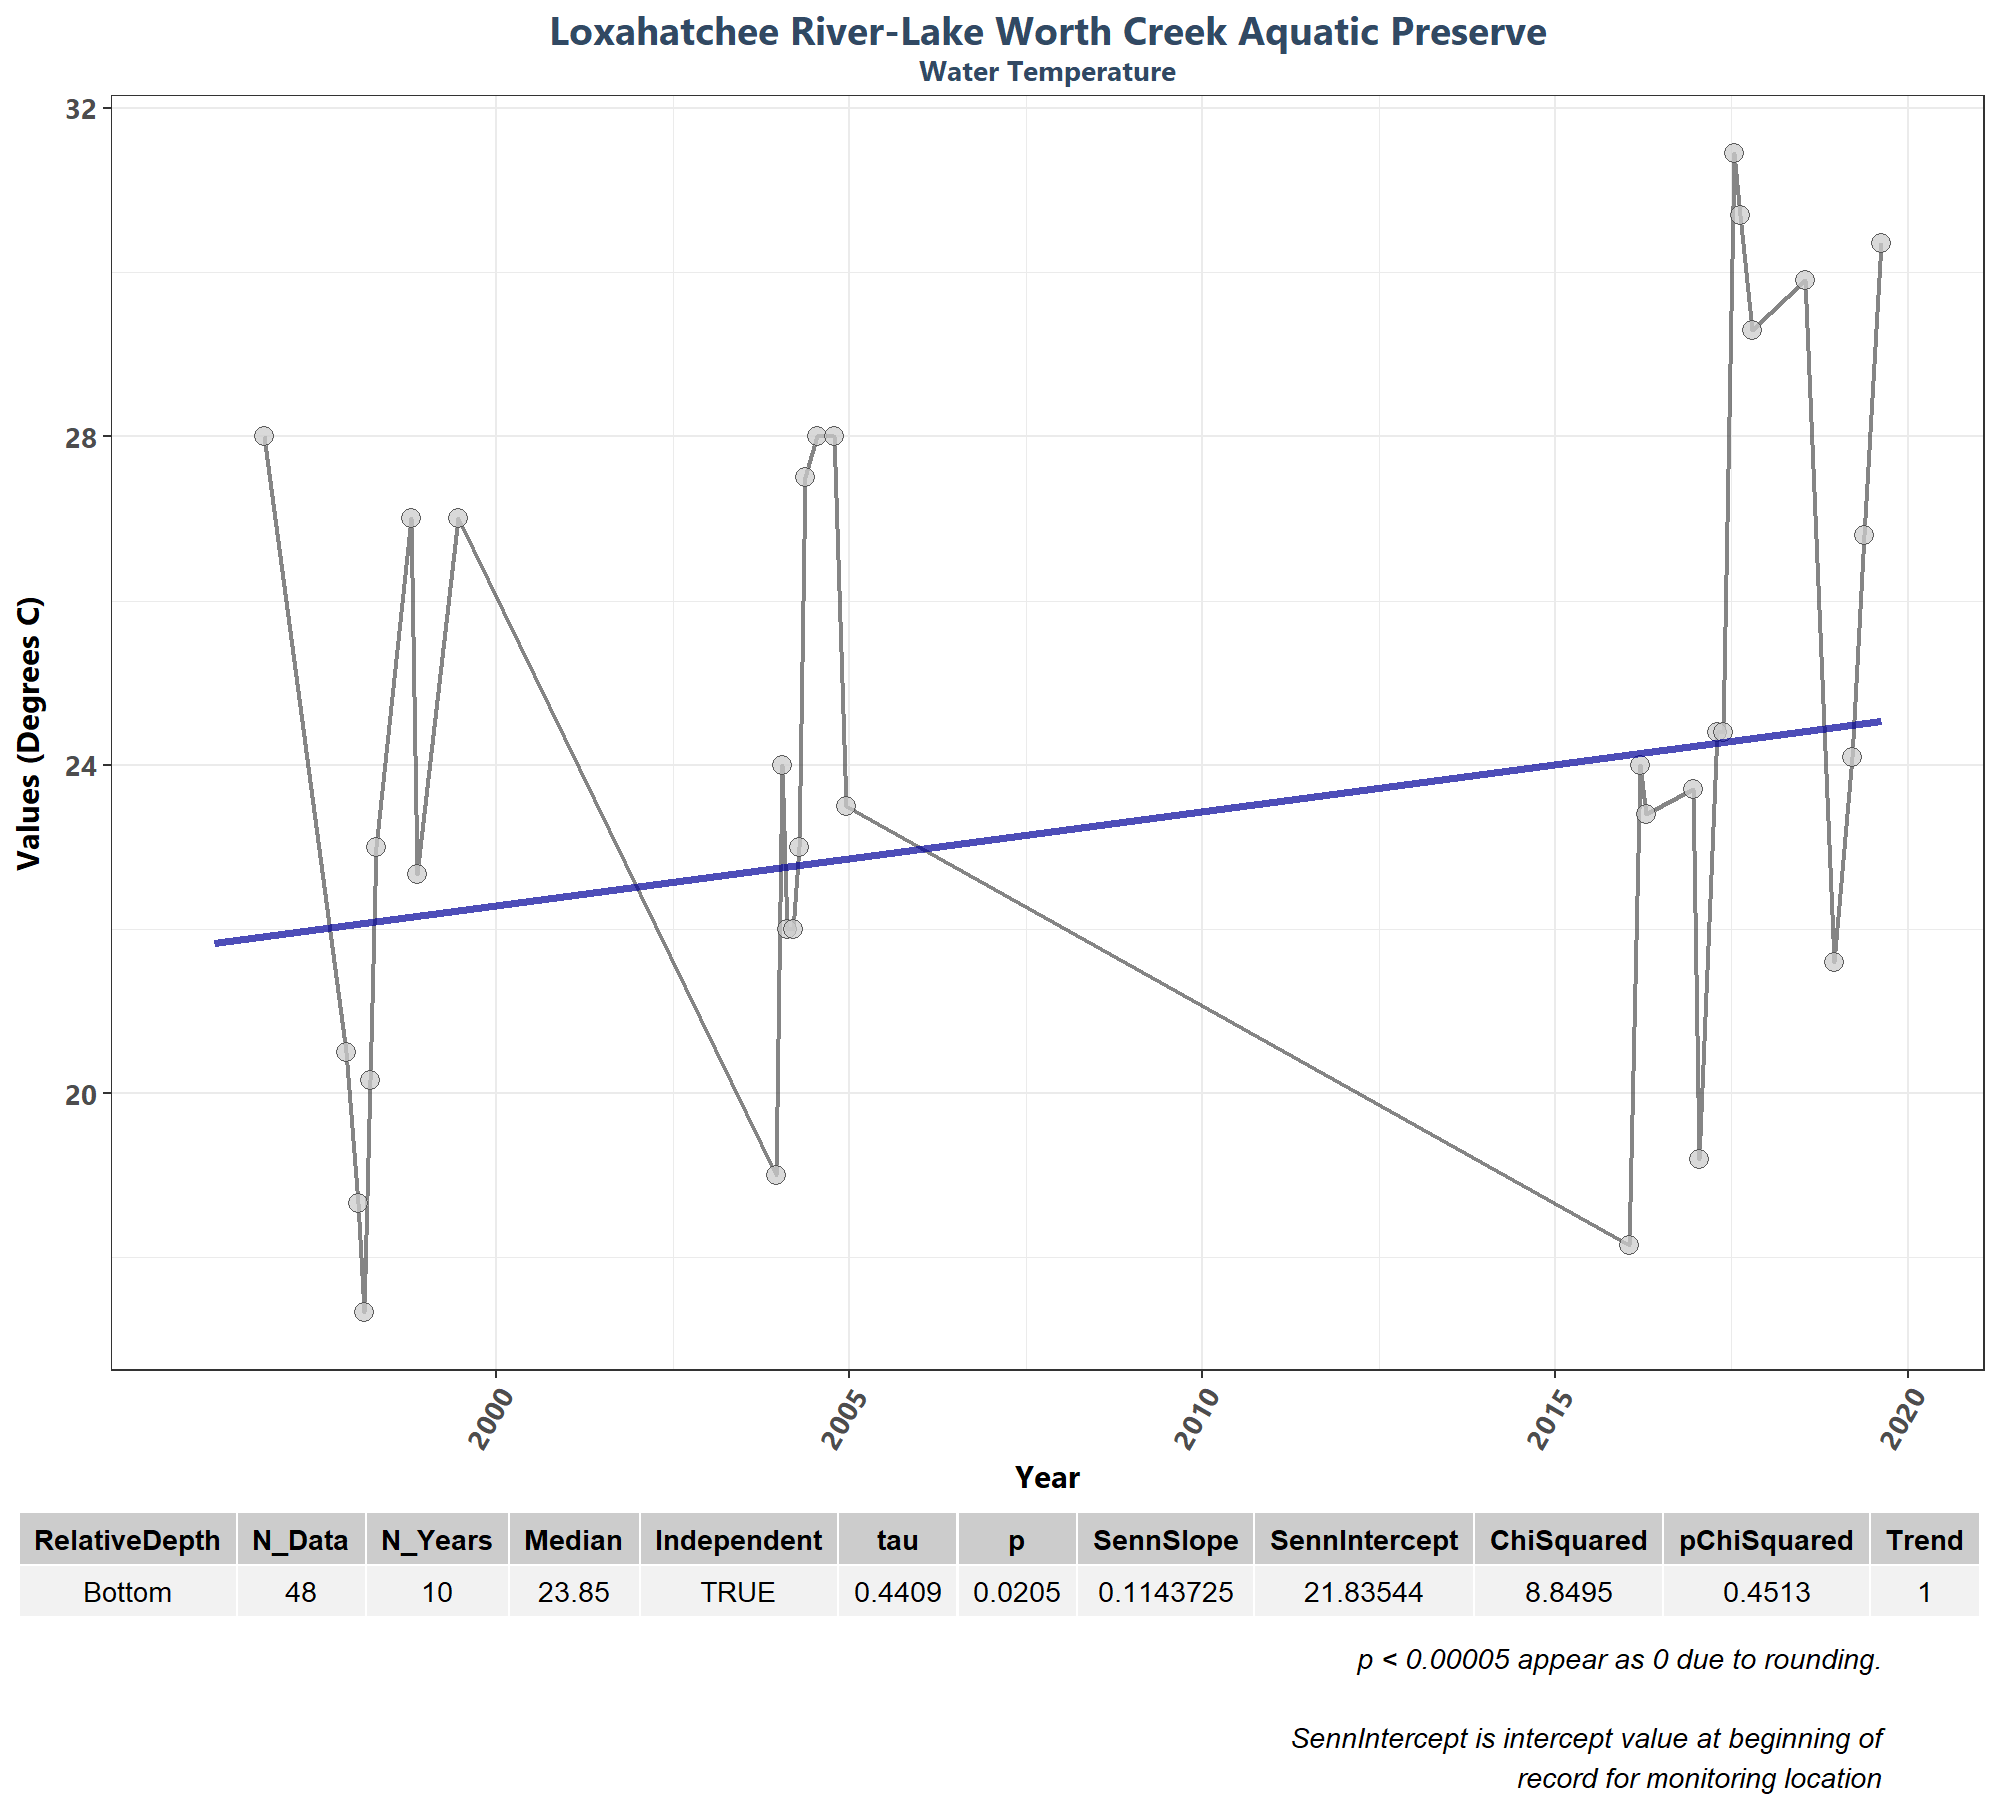 Loxahatchee River-Lake Worth Creek Aquatic Preserve
Water Temperature
32
28
24
20
Values (Degrees C)
2000 2005 2010 2015 2020
Year
RelativeDepth N_Data N_Years Median Independent tau p SennSlope SennIntercept ChiSquared pChiSquared Trend
Bottom 48 10 23.85 TRUE 0.4409 0.0205 0.1143725 21.83544 8.8495 0.4513 1
p < 0.00005 appear as 0 due to rounding.
SennIntercept is intercept value at beginning of
record for monitoring location